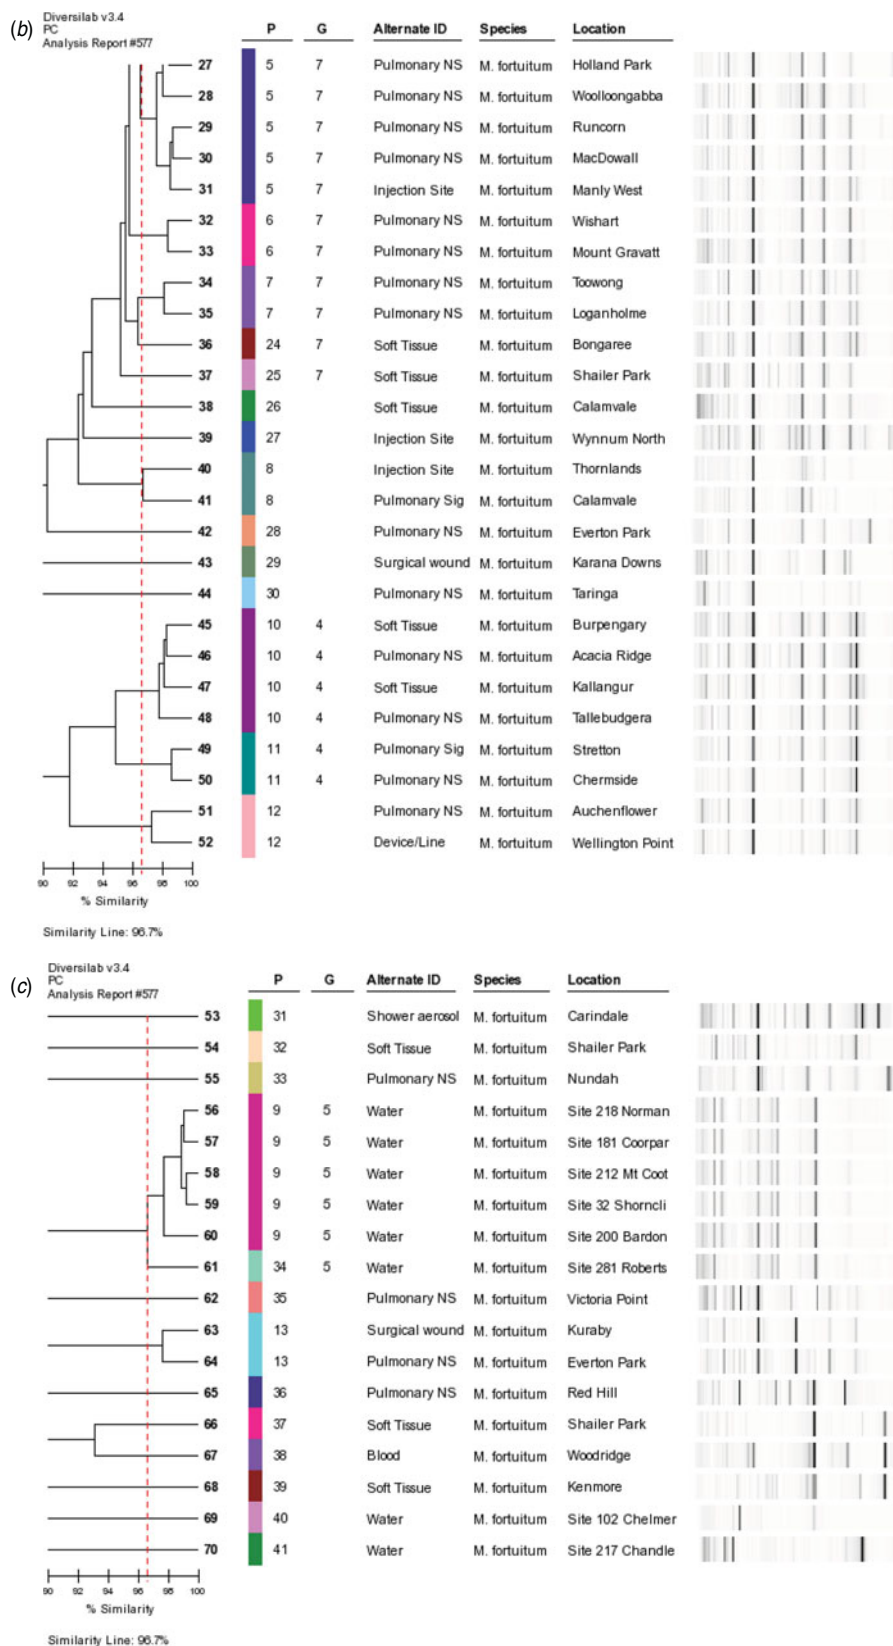 (b)
Diversilab v3.4
PC
Analysis Report #577
P G Alternate ID Species Location
27 5 7 Pulmonary NS M. fortuitum Holland Park
28 5 7 Pulmonary NS M. fortuitum Woolloongabba
29 5 7 Pulmonary NS M. fortuitum Runcorn
30 5 7 Pulmonary NS M. fortuitum MacDowall
31 5 7 Injection Site M. fortuitum Manly West
32 6 7 Pulmonary NS M. fortuitum Wishart
33 6 7 Pulmonary NS M. fortuitum Mount Gravatt
34 7 7 Pulmonary NS M. fortuitum Toowong
35 7 7 Pulmonary NS M. fortuitum Loganholme
36 24 7 Soft Tissue M. fortuitum Bongaree
37 25 7 Soft Tissue M. fortuitum Shailer Park
38 26 Soft Tissue M. fortuitum Calamvale
39 27 Injection Site M. fortuitum Wynnum North
40 8 Injection Site M. fortuitum Thornlands
41 8 Pulmonary Sig M. fortuitum Calamvale
42 28 Pulmonary NS M. fortuitum Everton Park
43 29 Surgical wound M. fortuitum Karana Downs
44 30 Pulmonary NS M. fortuitum Taringa
45 10 4 Soft Tissue M. fortuitum Burpengary
46 10 4 Pulmonary NS M. fortuitum Acacia Ridge
47 10 4 Soft Tissue M. fortuitum Kallangur
48 10 4 Pulmonary NS M. fortuitum Tallebudgera
49 11 4 Pulmonary Sig M. fortuitum Stretton
50 11 4 Pulmonary NS M. fortuitum Chermside
51 12 Pulmonary NS M. fortuitum Auchenflower
52 12 Device/Line M. fortuitum Wellington Point
90 92 94 96 98 100
% Similarity
Similarity Line: 96.7%
(c)
Diversilab v3.4
PC
Analysis Report #577
P G Alternate ID Species Location
53 31 Shower aerosol M. fortuitum Carindale
54 32 Soft Tissue M. fortuitum Shailer Park
55 33 Pulmonary NS M. fortuitum Nundah
56 9 5 Water M. fortuitum Site 218 Norman
57 9 5 Water M. fortuitum Site 181 Coorpar
58 9 5 Water M. fortuitum Site 212 Mt Coot
59 9 5 Water M. fortuitum Site 32 Shorncli
60 9 5 Water M. fortuitum Site 200 Bardon
61 34 5 Water M. fortuitum Site 281 Roberts
62 35 Pulmonary NS M. fortuitum Victoria Point
63 13 Surgical wound M. fortuitum Kuraby
64 13 Pulmonary NS M. fortuitum Everton Park
65 36 Pulmonary NS M. fortuitum Red Hill
66 37 Soft Tissue M. fortuitum Shailer Park
67 38 Blood M. fortuitum Woodridge
68 39 Soft Tissue M. fortuitum Kenmore
69 40 Water M. fortuitum Site 102 Chelmer
70 41 Water M. fortuitum Site 217 Chandle
90 92 94 96 98 100
% Similarity
Similarity Line: 96.7%